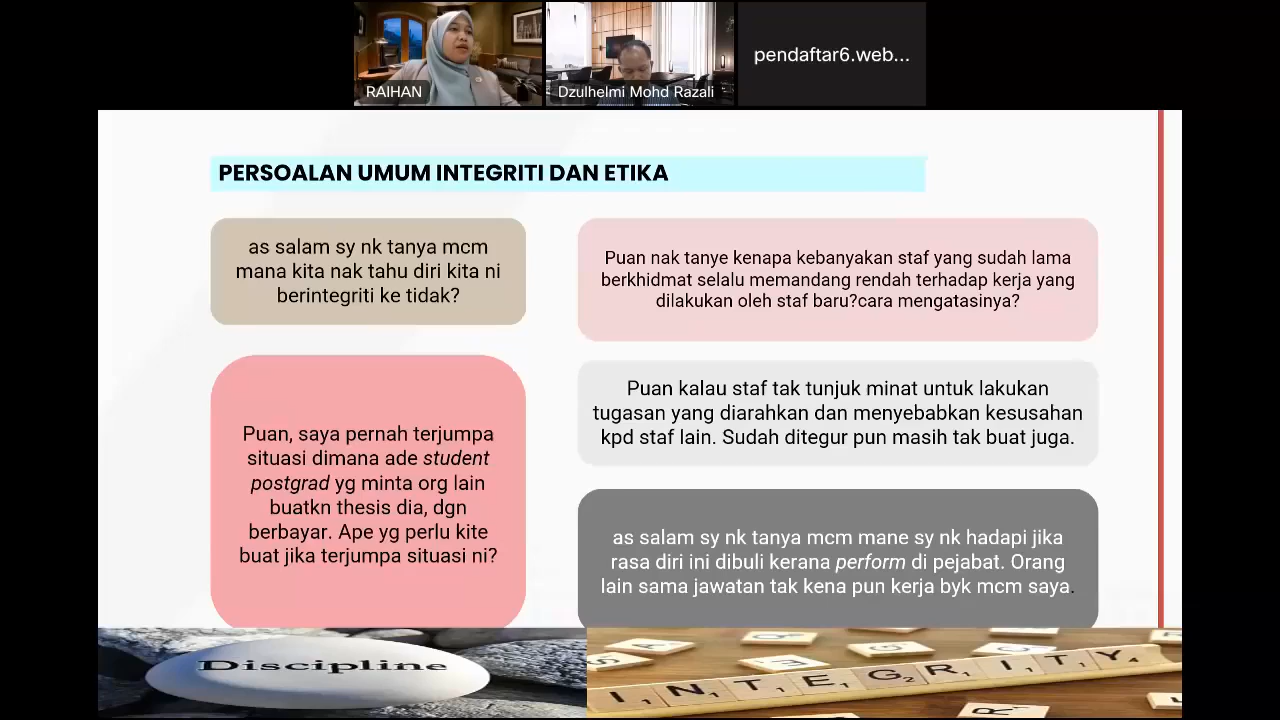 RAIHAN
Dzulhelmi Mohd Razali
pendaftar6.web...
PERSOALAN UMUM INTEGRITI DAN ETIKA
as salam sy nk tanya mcm
mana kita nak tahu diri kita ni
berintegriti ke tidak?
Puan nak tanye kenapa kebanyakan staf yang sudah lama
berkhidmat selalu memandang rendah terhadap kerja yang
dilakukan oleh staf baru?cara mengatasinya?
Puan, saya pernah terjumpa
situasi dimana ade student
postgrad yg minta org lain
buatkn thesis dia, dgn
berbayar. Ape yg perlu kite
buat jika terjumpa situasi ni?
Puan kalau staf tak tunjuk minat untuk lakukan
tugasan yang diarahkan dan menyebabkan kesusahan
kpd staf lain. Sudah ditegur pun masih tak buat juga.
as salam sy nk tanya mcm mane sy nk hadapi jika
rasa diri ini dibuli kerana perform di pejabat. Orang
lain sama jawatan tak kena pun kerja byk mcm saya.
Discipline
INTEGRITY